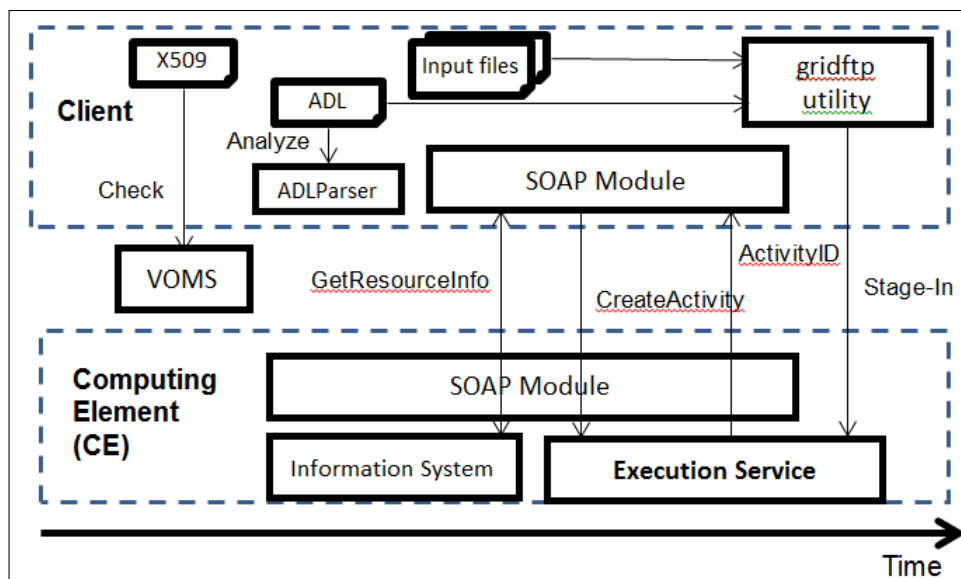 X509
Input files
gridftp
utility
ADL
Client
Analyze
ADLParser
SOAP Module
Check
VOMS
GetResourceInfo
ActivityID
CreateActivity
Stage-In
Computing
Element
(CE)
SOAP Module
Information System
Execution Service
Time